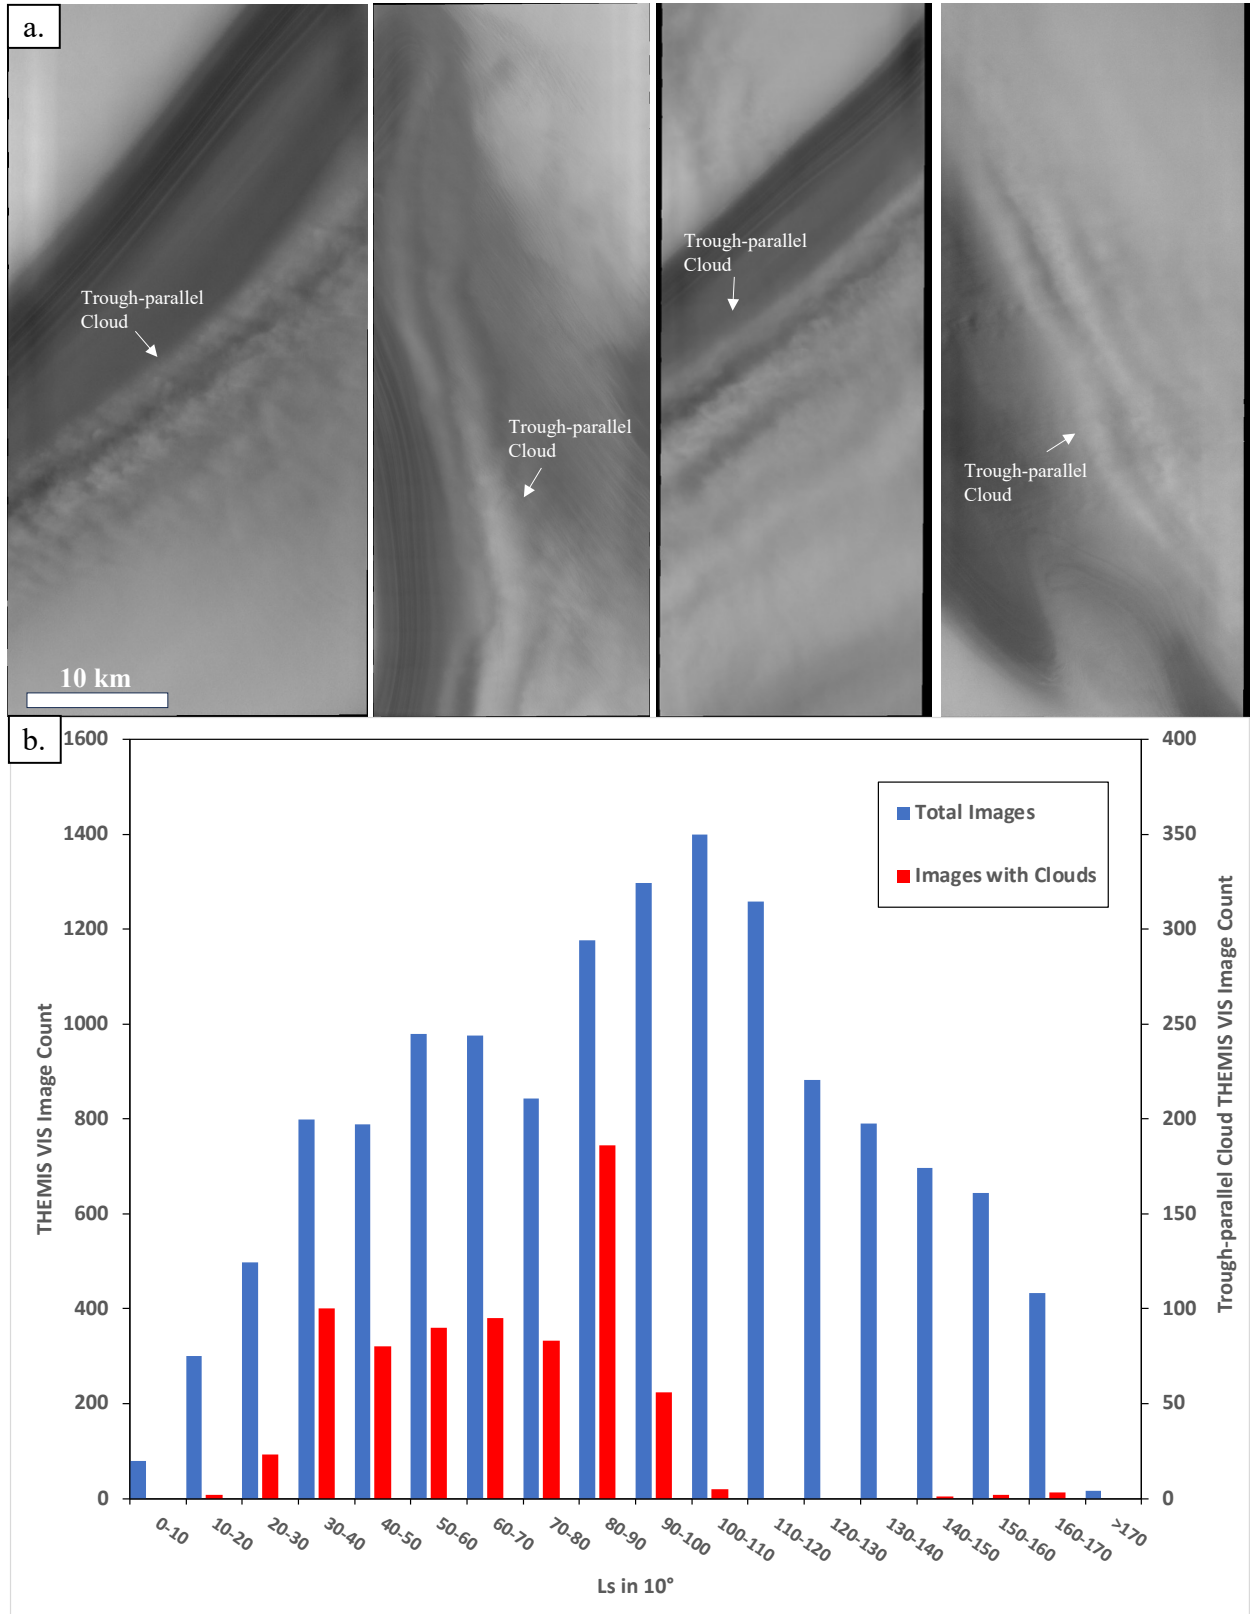 a.
Trough-parallel
Cloud
Trough-parallel
Cloud
Trough-parallel
Cloud
Trough-parallel
Cloud
10 km
b.
1600
1400
1200
1000
800
600
400
200
0
THEMIS VIS Image Count
400
350
300
250
200
150
100
50
0
Trough-parallel Cloud THEMIS VIS Image Count
Total Images
Images with Clouds
0-10
10-20
20-30
30-40
40-50
50-60
60-70
70-80
80-90
90-100
100-110
110-120
120-130
130-140
140-150
150-160
160-170
>170
Ls in 10°